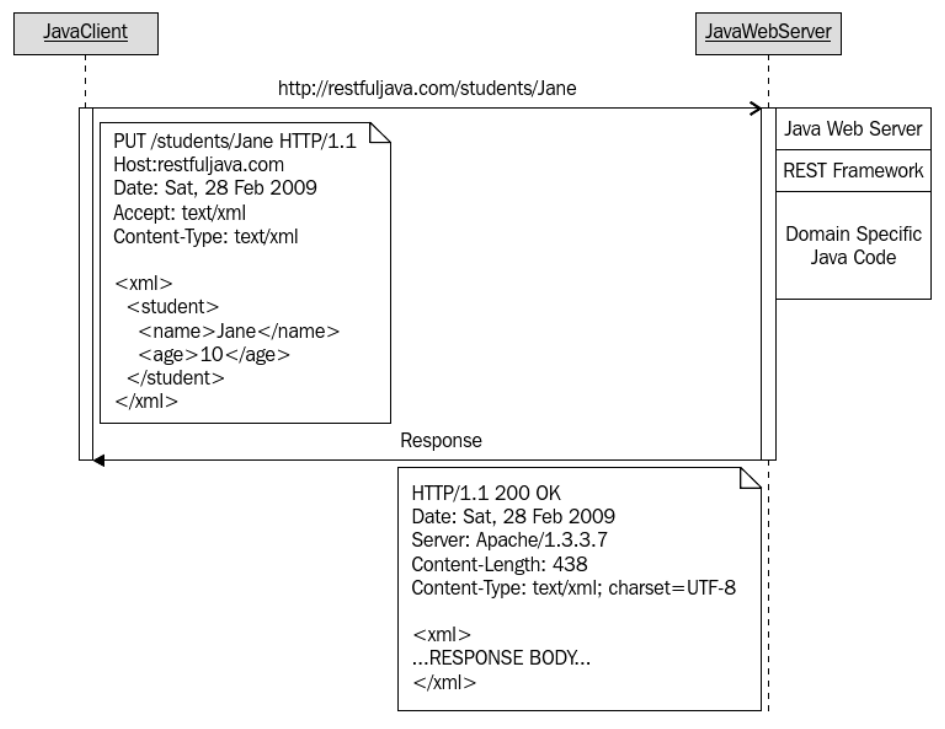 JavaClient
JavaWebServer
http://restfuljava.com/students/Jane
PUT /students/Jane HTTP/1.1
Host:restfuljava.com
Date: Sat, 28 Feb 2009
Accept: text/xml
Content-Type: text/xml
<xml>
<student>
<name>Jane</name>
<age>10</age>
</student>
</xml>
Java Web Server
REST Framework
Domain Specific
Java Code
Response
HTTP/1.1 200 OK
Date: Sat, 28 Feb 2009
Server: Apache/1.3.3.7
Content-Length: 438
Content-Type: text/xml; charset=UTF-8
<xml>
...RESPONSE BODY...
</xml>